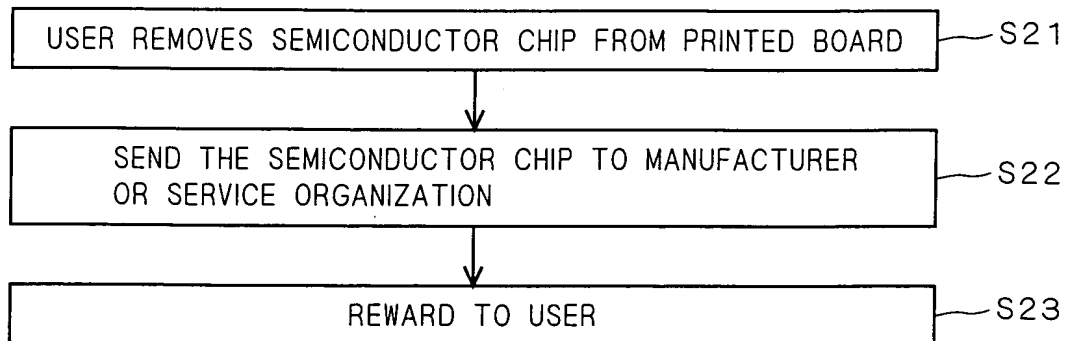 USER REMOVES SEMICONDUCTOR CHIP FROM PRINTED BOARD S21
SEND THE SEMICONDUCTOR CHIP TO MANUFACTURER
OR SERVICE ORGANIZATION
S22
REWARD TO USER S23